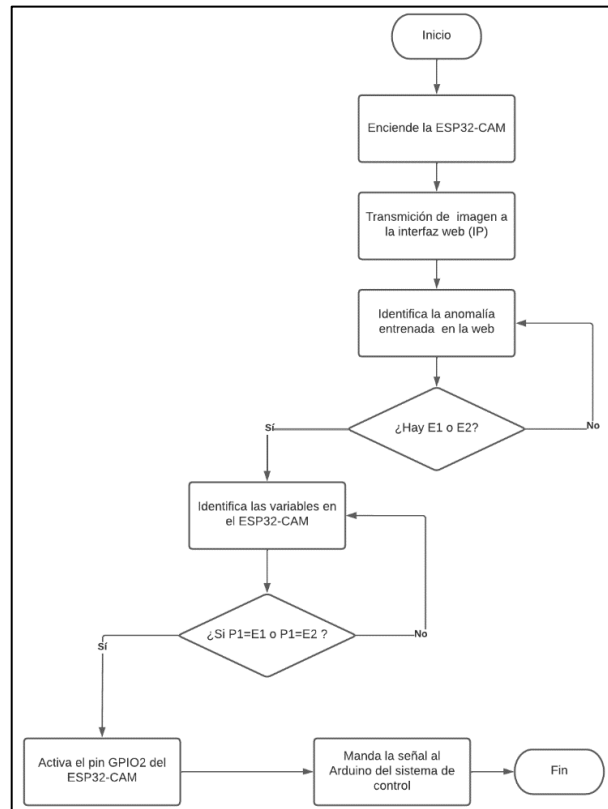 Inicio
Enciende la ESP32-CAM
Transmición de imagen a
la interfaz web (IP)
Identifica la anomalía
entrenada en la web
¿Hay E1 o E2?
Sí
No
Identifica las variables en
el ESP32-CAM
¿Si P1=E1 o P1=E2 ?
Sí
No
Activa el pin GPIO2 del
ESP32-CAM
Manda la señal al
Arduino del sistema de
control
Fin